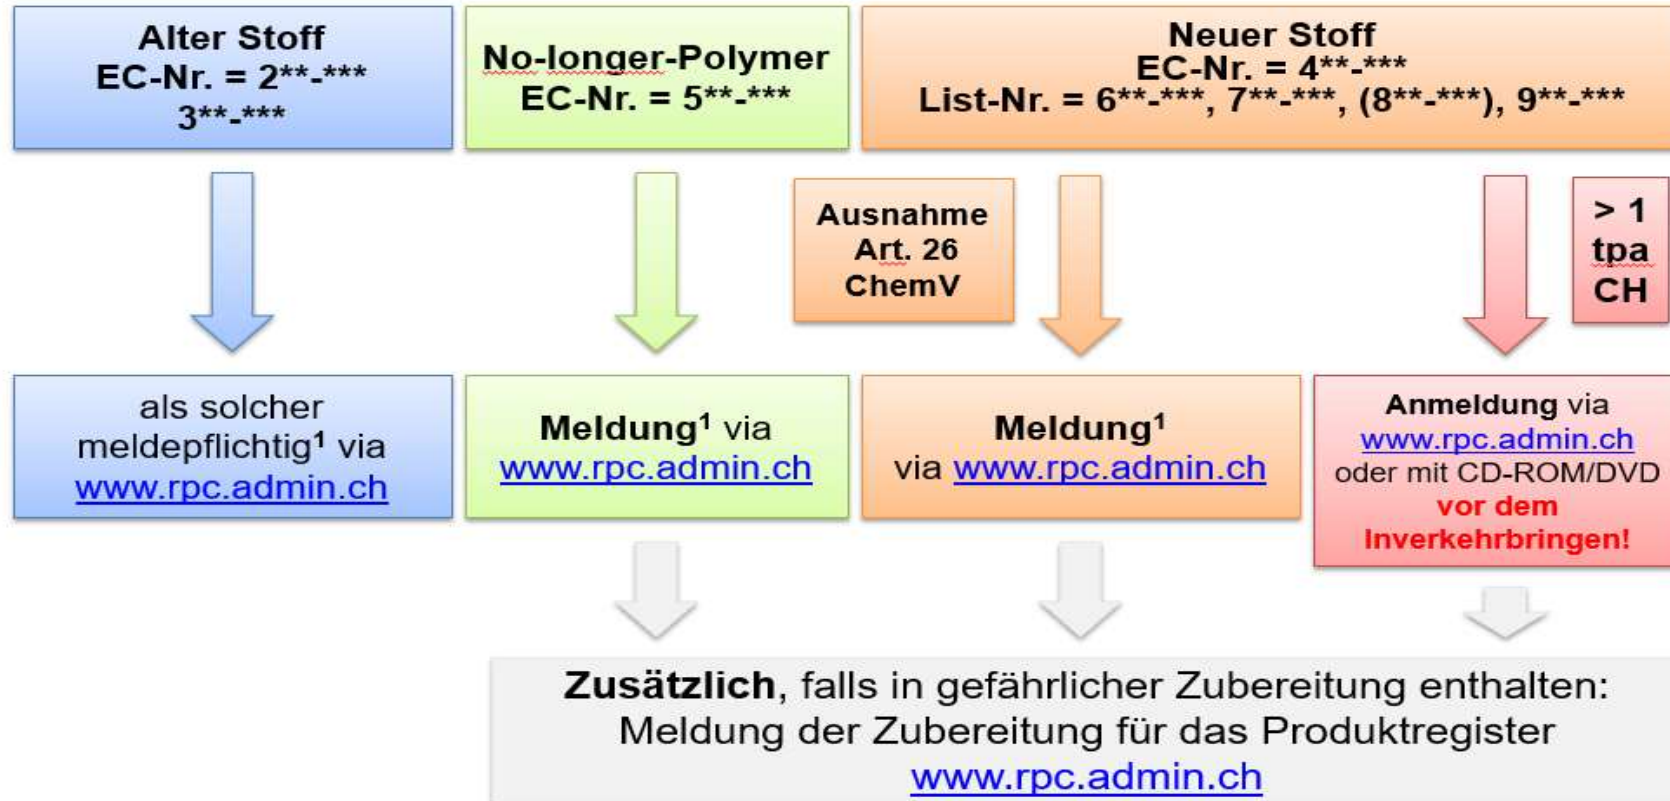 Alter Stoff
EC-Nr. = 2**-***
3**-***
No-longer-Polymer
EC-Nr. = 5**-***
Neuer Stoff
EC-Nr. = 4**-***
List-Nr. = 6**-***, 7**-***, (8**-***), 9**-***
Ausnahme
Art. 26
ChemV
> 1
tpa
CH
als solcher
meldepflichtig¹ via
www.rpc.admin.ch
Meldung¹ via
www.rpc.admin.ch
Meldung¹
via www.rpc.admin.ch
Anmeldung via
www.rpc.admin.ch
oder mit CD-ROM/DVD
vor dem
Inverkehrbringen!
Zusätzlich, falls in gefährlicher Zubereitung enthalten:
Meldung der Zubereitung für das Produktregister
www.rpc.admin.ch